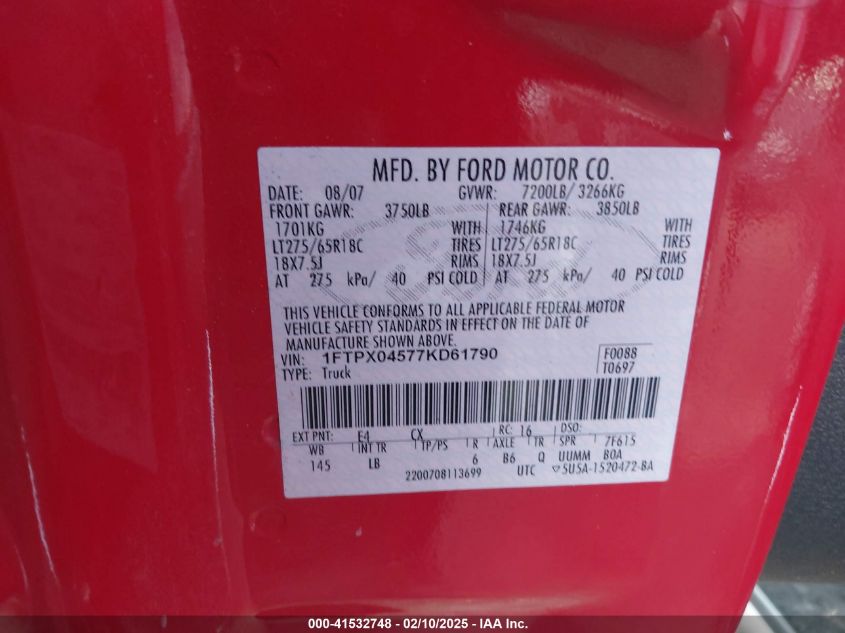 MFD. BY FORD MOTOR CO.
DATE: 08/07 GVWR: 7200LB/ 3266KG
FRONT GAWR: 3750LB REAR GAWR: 3850LB
1701KG WITH 1746KG WITH
LT275/65R18C TIRES LT275/65R18C TIRES
18X7.5J RIMS 18X7.5J RIMS
AT 275 kPa/ 40 PSI COLD AT 275 kPa/ 40 PSI COLD
THIS VEHICLE CONFORMS TO ALL APPLICABLE FEDERAL MOTOR
VEHICLE SAFETY STANDARDS IN EFFECT ON THE DATE OF
MANUFACTURE SHOWN ABOVE.
VIN: 1FTPX04577KD61790 F0088
TYPE: Truck T0697
EXT PNT: E4 CX RC: 16 DSO:
WB INT TR TP/PS R AXLE TR SPR 7F615
145 LB 6 B6 Q UUMM BOA
2200708113699 UTC ▽5U5A-1520472-BA
000-41532748 - 02/10/2025 - IAA Inc.